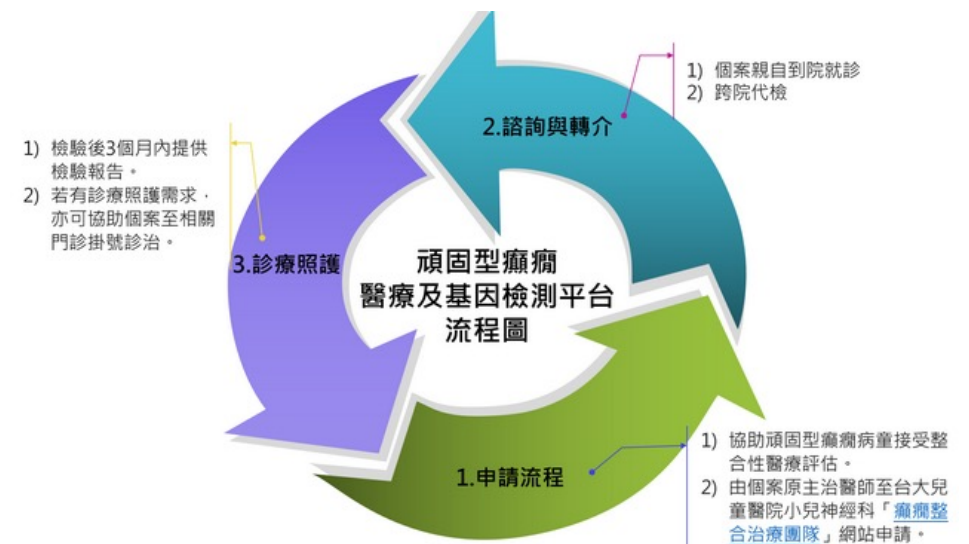 頑固型癲癇
醫療及基因檢測平台
流程圖
1.申請流程
1) 協助頑固型癲癇病童接受整
合性醫療評估。
2) 由個案原主治醫師至台大兒
童醫院小兒神經科「癲癇整
合治療團隊」網站申請。
2.諮詢與轉介
1) 個案親自到院就診
2) 跨院代檢
3.診療照護
1) 檢驗後3個月內提供
檢驗報告。
2) 若有診療照護需求，
亦可協助個案至相關
門診掛號診治。